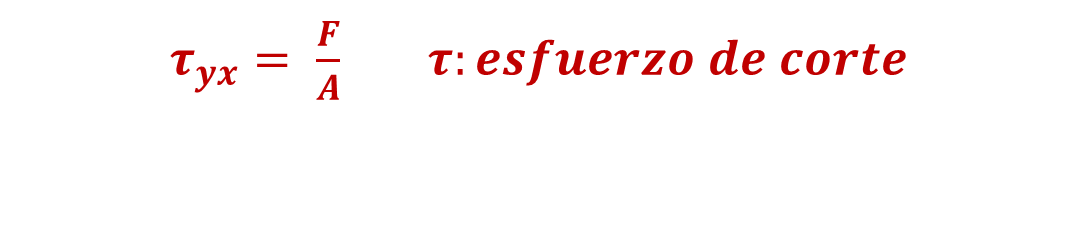 τyx = F/A τ: esfuerzo de corte